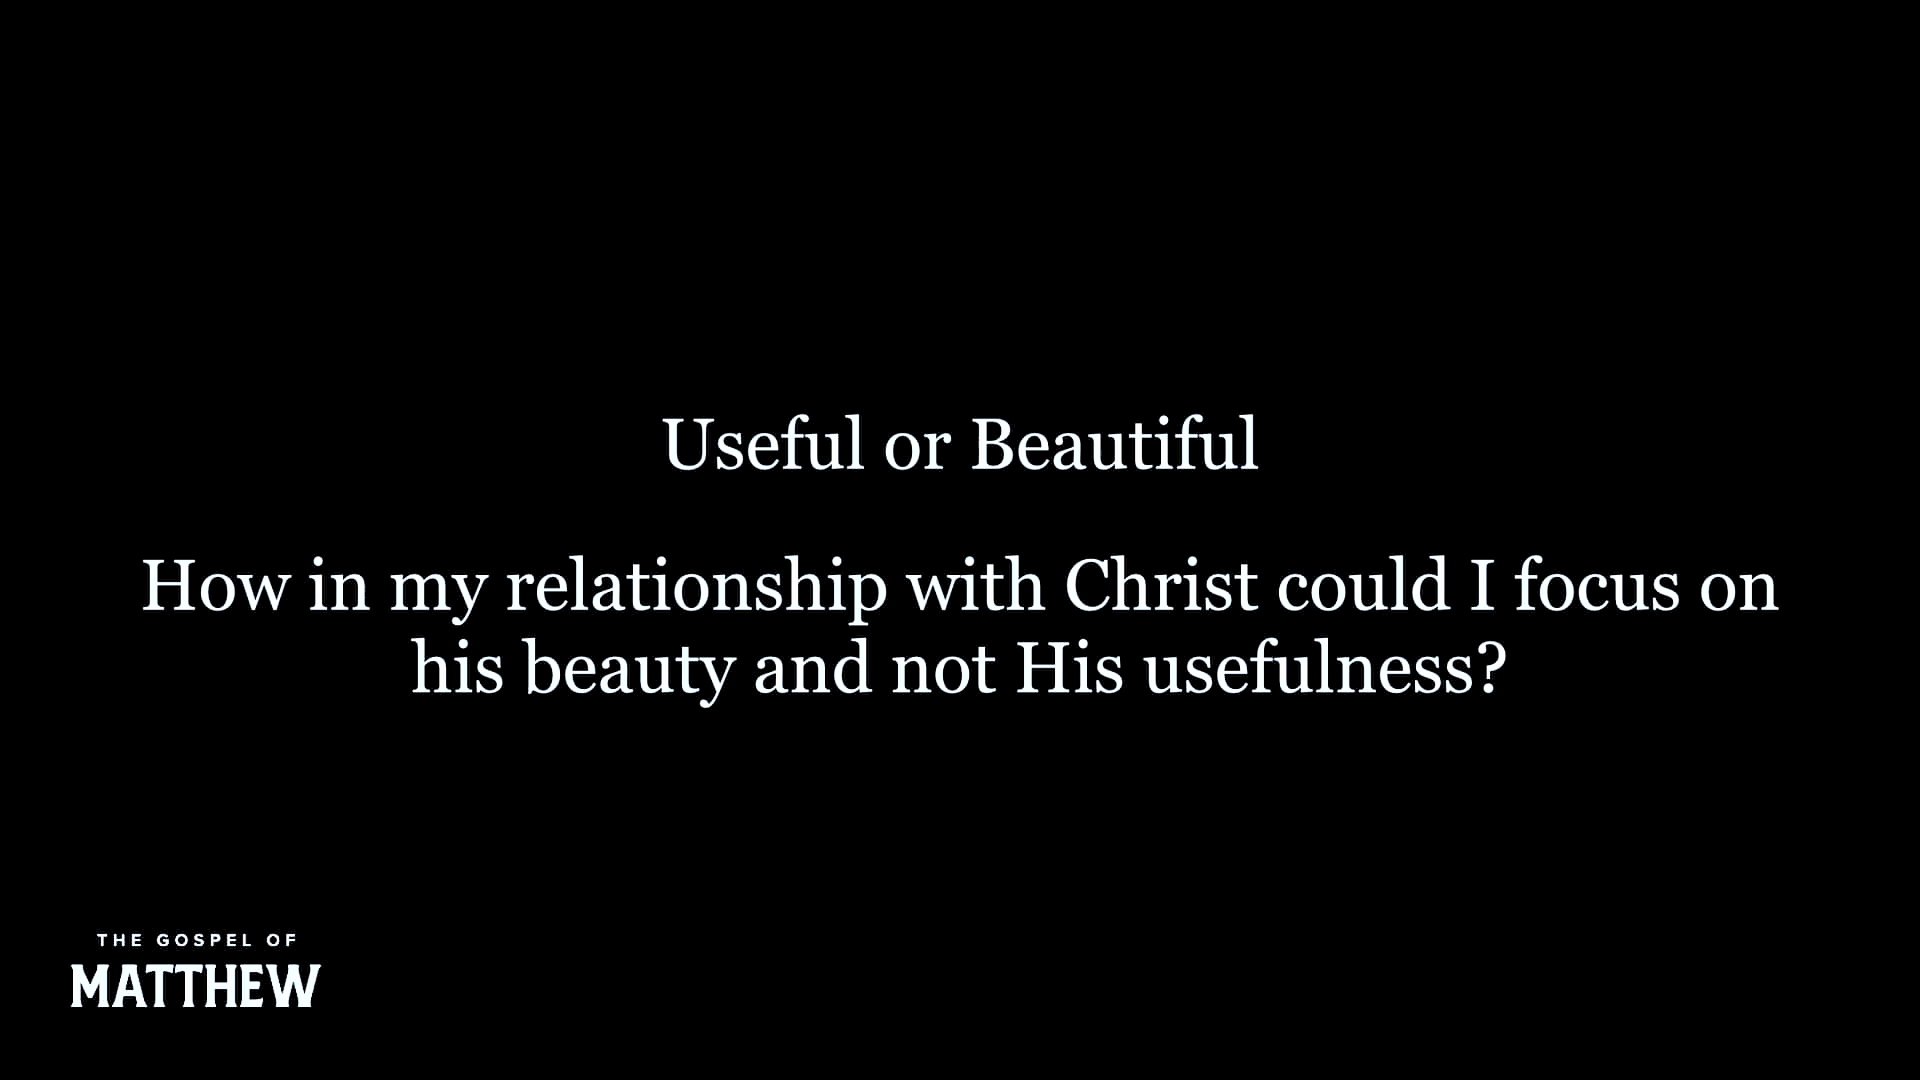 Useful or Beautiful
How in my relationship with Christ could I focus on
his beauty and not His usefulness?
THE GOSPEL OF
MATTHEW